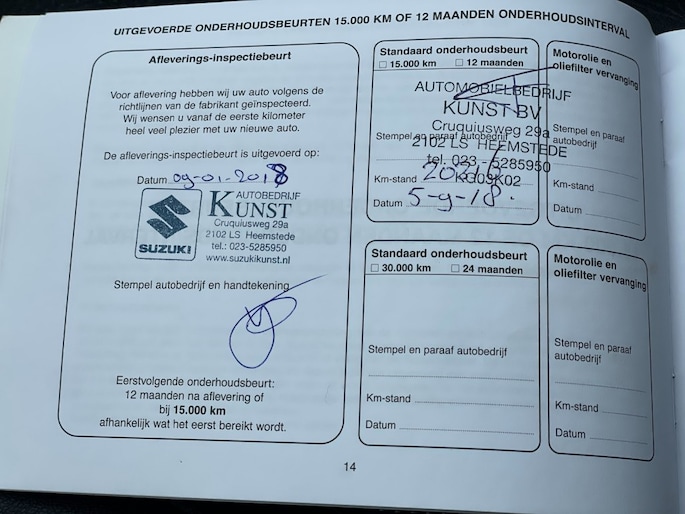 UITGEVOERDE ONDERHOUDSBEURTEN 15.000 KM OF 12 MAANDEN ONDERHOUDSINTERVAL
Afleverings-inspectiebeurt
Voor aflevering hebben wij uw auto volgens de
richtlijnen van de fabrikant geïnspecteerd.
Wij wensen u vanaf de eerste kilometer
heel veel plezier met uw nieuwe auto.
De afleverings-inspectiebeurt is uitgevoerd op:
Datum 09-01-2018
SUZUKI
AUTOBEDRIJF
KUNST
Cruquiusweg 29a
2102 LS Heemstede
tel.: 023-5285950
www.suzukikunst.nl
Stempel autobedrijf en handtekening
Eerstvolgende onderhoudsbeurt:
12 maanden na aflevering of
bij 15.000 km
afhankelijk wat het eerst bereikt wordt.
Standaard onderhoudsbeurt
15.000 km 12 maanden
AUTOMOBIELBEDRIJF
KUNST BV
Cruquiusweg 29a
Stempel en paraaf autobedrijf
2102 LS HEEMSTEDE
tel. 023 - 5285950
Km-stand
K02
Datum 5-9-18.
Motorolie en
oliefilter vervanging
Stempel en paraaf
autobedrijf
Km-stand
Datum
Standaard onderhoudsbeurt
30.000 km 24 maanden
Stempel en paraaf autobedrijf
Km-stand
Datum
Motorolie en
oliefilter vervanging
Stempel en paraaf
autobedrijf
Km-stand
Datum
14